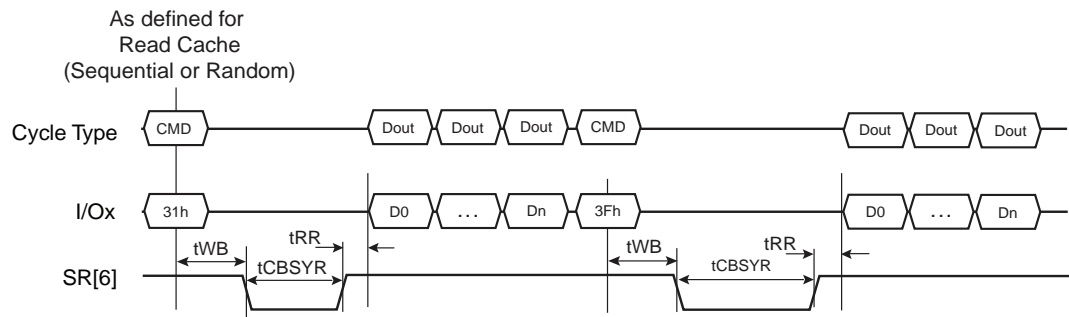 As defined for
Read Cache
(Sequential or Random)
Cycle Type CMD Dout Dout Dout CMD Dout Dout Dout
I/Ox 31h D0 ... Dn 3Fh D0 ... Dn
tWB tRR tWB tRR
tCBSYR tCBSYR
SR[6]